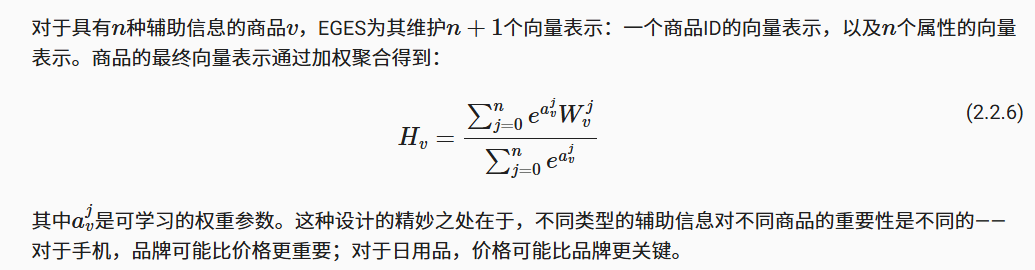 对于具有n种辅助信息的商品v，EGES为其维护n + 1个向量表示：一个商品ID的向量表示，以及n个属性的向量
表示。商品的最终向量表示通过加权聚合得到：
H_v = \frac{\sum_{j=0}^{n} e^{a_v^j} W_v^j}{\sum_{j=0}^{n} e^{a_v^j}} (2.2.6)
其中a_v^j是可学习的权重参数。这种设计的精妙之处在于，不同类型的辅助信息对不同商品的重要性是不同的——
对于手机，品牌可能比价格更重要；对于日用品，价格可能比品牌更关键。